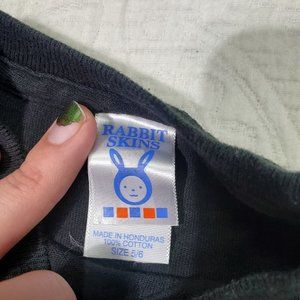 RABBIT
SKINS
MADE IN HONDURAS
100% COTTON
SIZE 5/6